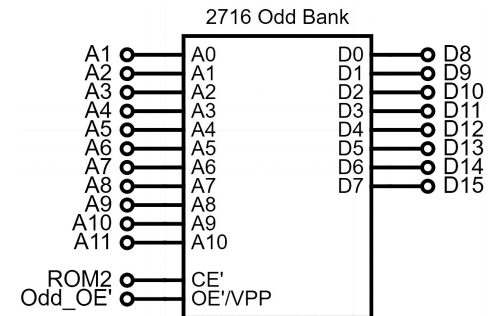 2716 Odd Bank
A1 A0 D0 D8
A2 A1 D1 D9
A3 A2 D2 D10
A4 A3 D3 D11
A5 A4 D4 D12
A6 A5 D5 D13
A7 A6 D6 D14
A8 A7 D7 D15
A9 A8
A10 A9
A11 A10
ROM2 CE'
Odd_OE' OE'/VPP